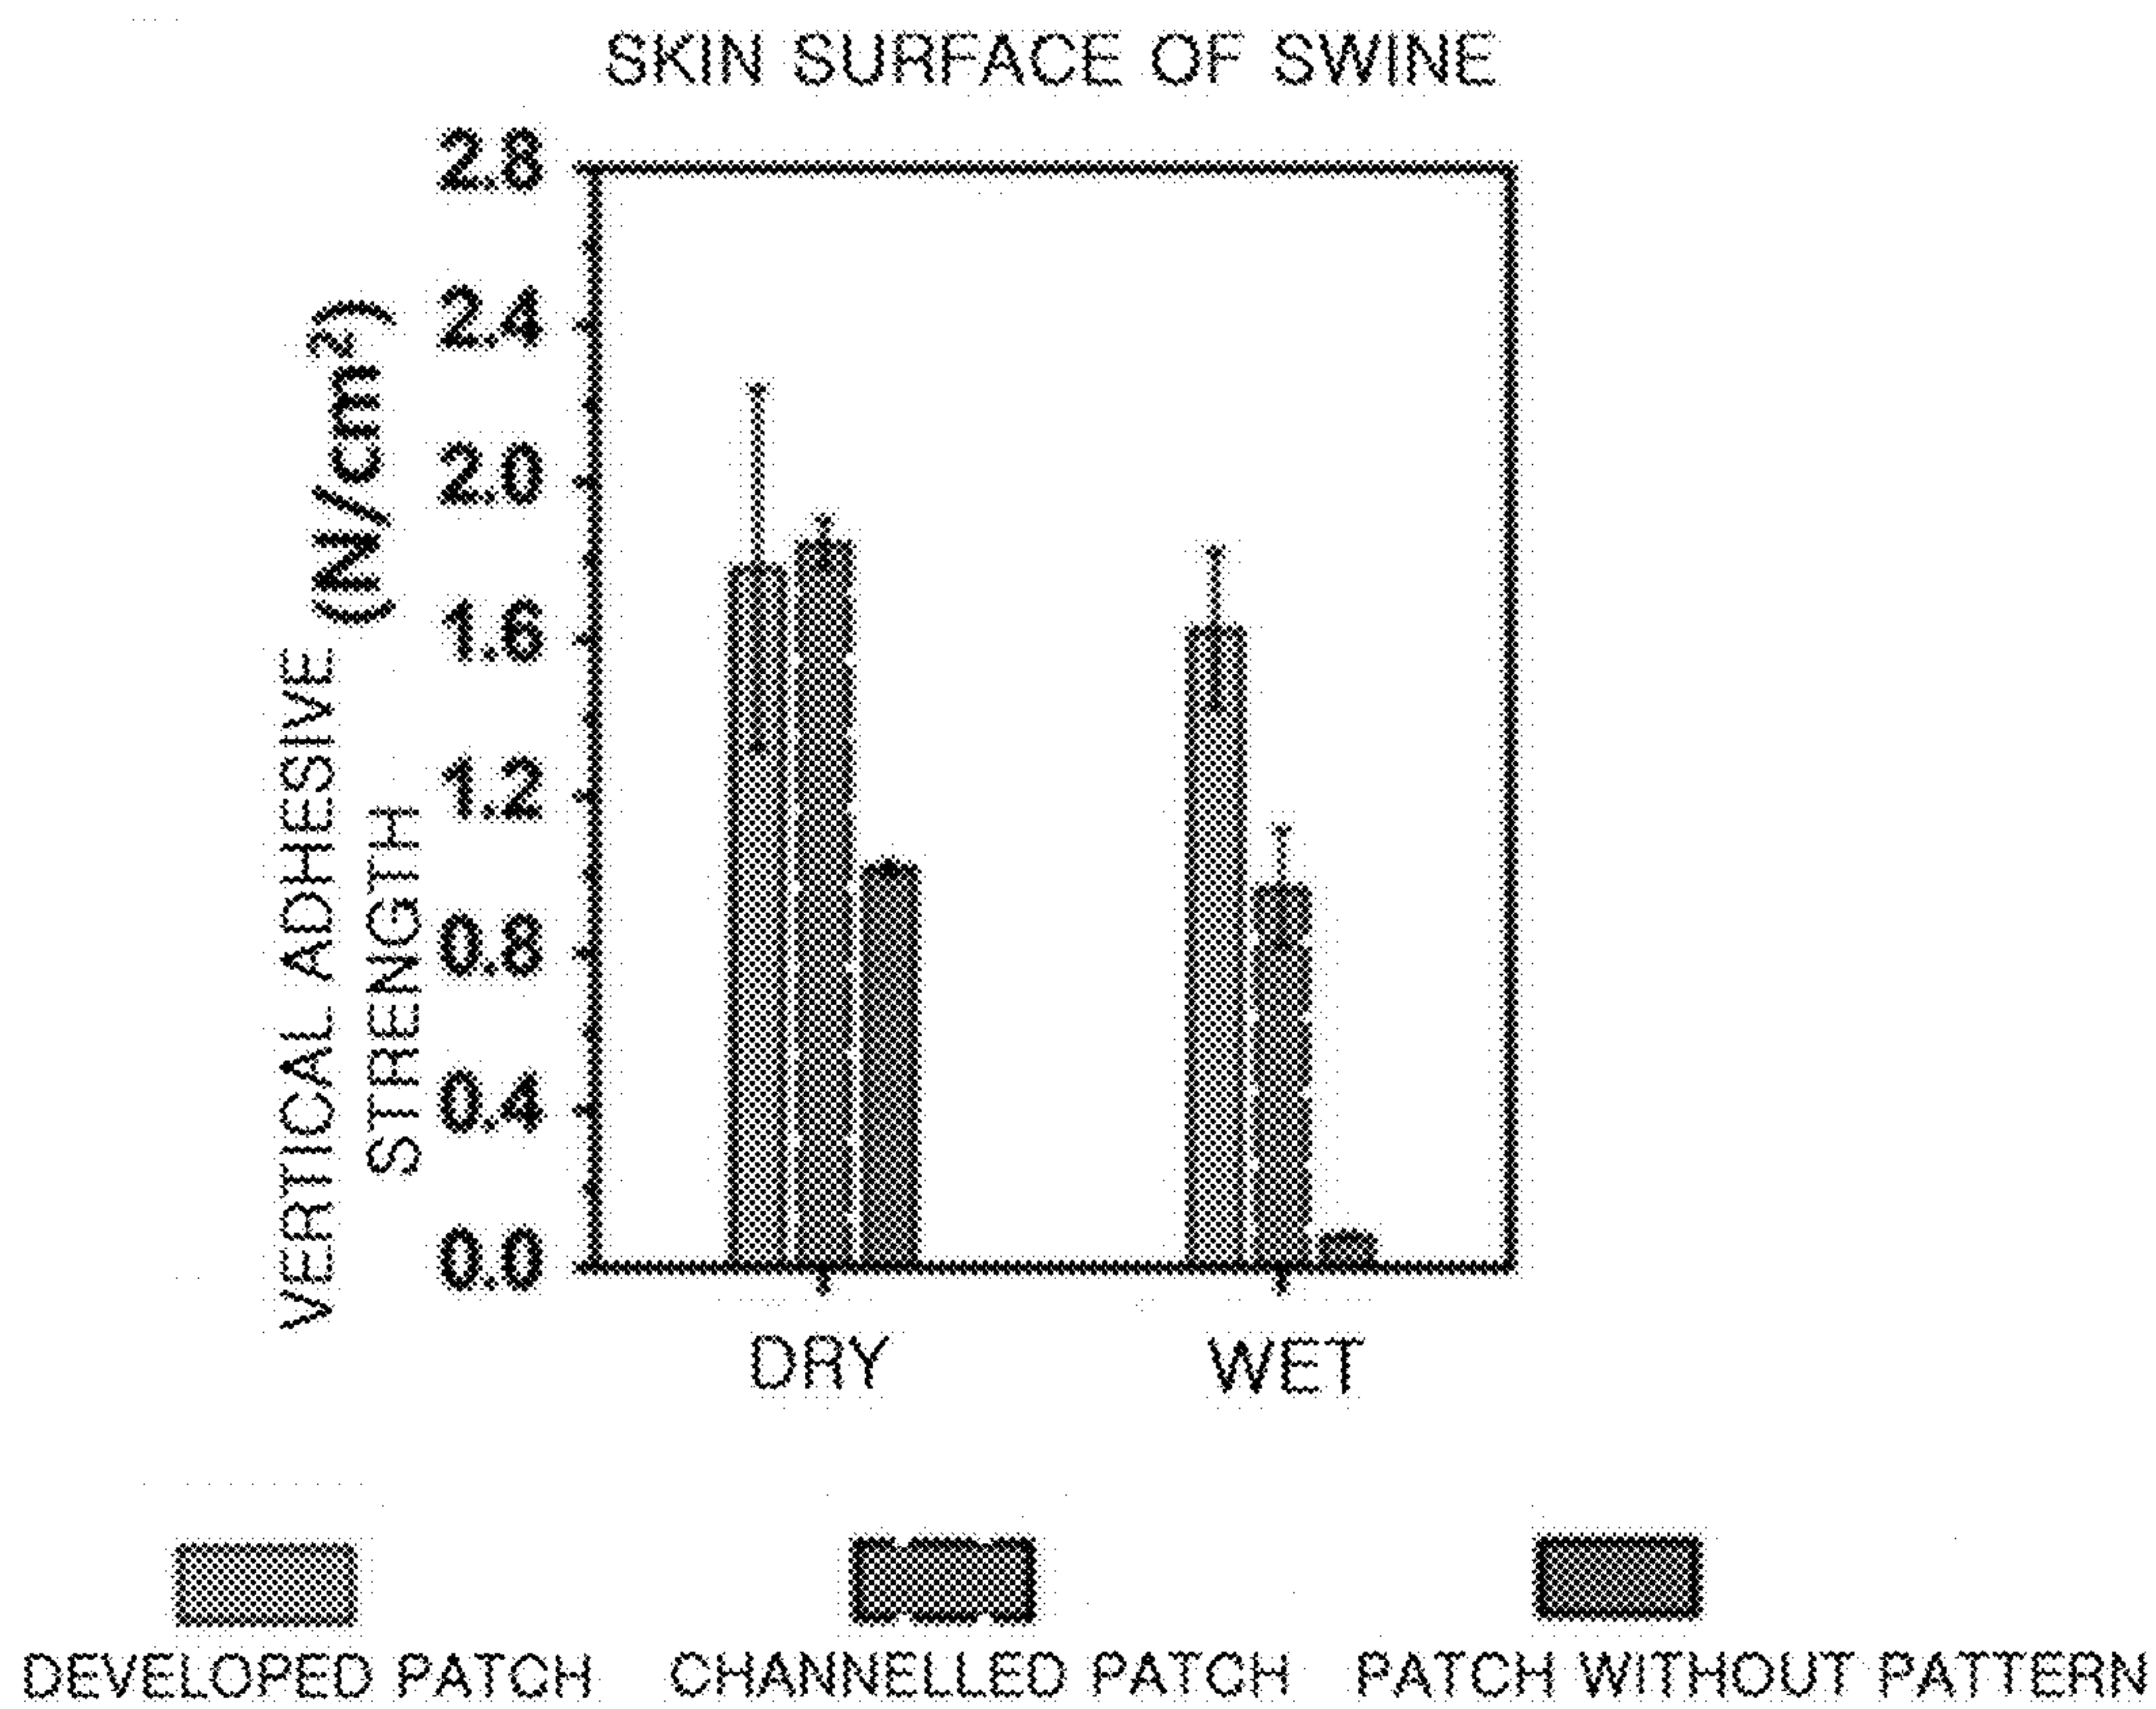 SKIN SURFACE OF SWINE
VERTICAL ADHESIVE
STRENGTH
(N/cm²)
2.8
2.4
2.0
1.6
1.2
0.8
0.4
0.0
DRY
WET
DEVELOPED PATCH
CHANNELLED PATCH
PATCH WITHOUT PATTERN